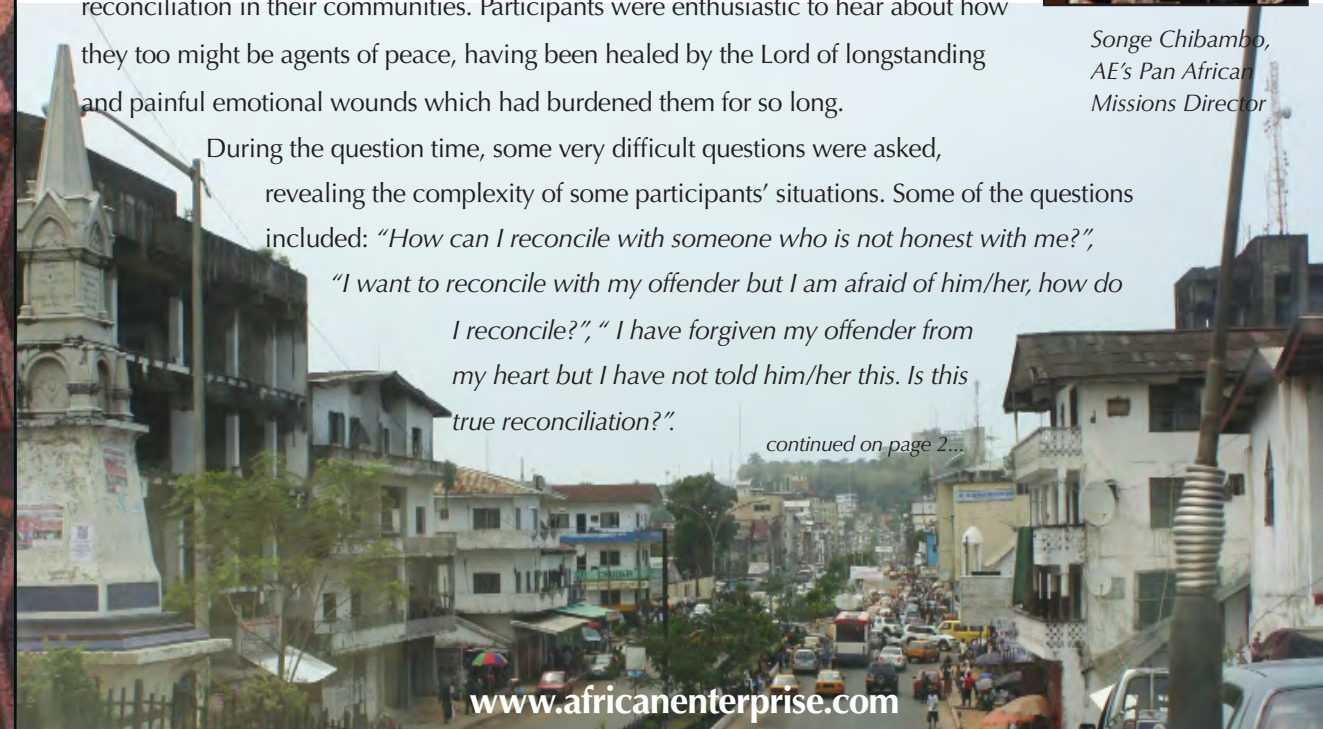 reconciliation in their communities. Participants were enthusiastic to hear about how
they too might be agents of peace, having been healed by the Lord of longstanding
and painful emotional wounds which had burdened them for so long.
Songe Chibambo,
AE’s Pan African
Missions Director
During the question time, some very difficult questions were asked,
revealing the complexity of some participants’ situations. Some of the questions
included: “How can I reconcile with someone who is not honest with me?”,
“I want to reconcile with my offender but I am afraid of him/her, how do
I reconcile?”, “ I have forgiven my offender from
my heart but I have not told him/her this. Is this
true reconciliation?”.
continued on page 2...
www.africanenterprise.com